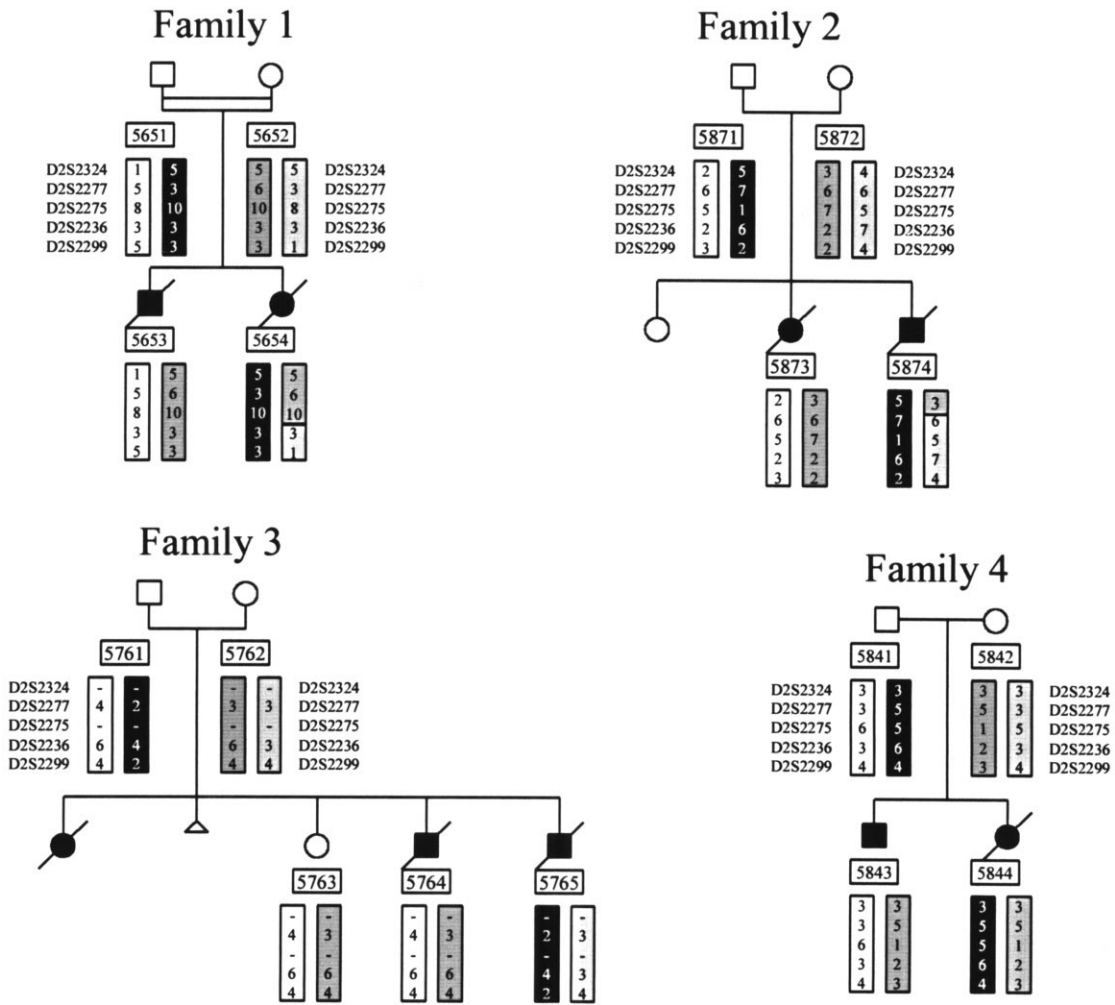 Family 1
Family 2
5651 5652
5871 5872
D2S2324 1 5 5 5 D2S2324
D2S2277 5 3 6 3 D2S2277
D2S2275 8 10 10 8 D2S2275
D2S2236 3 3 3 3 D2S2236
D2S2299 5 3 3 1 D2S2299
D2S2324 2 5 3 4 D2S2324
D2S2277 6 7 6 6 D2S2277
D2S2275 5 1 7 5 D2S2275
D2S2236 2 6 2 7 D2S2236
D2S2299 3 2 2 4 D2S2299
5653 5654
1 5 5 5
5 6 3 6
8 10 10 10
3 3 3 3
5 3 3 1
5873 5874
2 3 5 3
6 6 7 6
5 7 1 5
2 2 6 7
3 2 2 4
Family 3
Family 4
5761 5762
D2S2324 - - - - D2S2324
D2S2277 4 2 3 3 D2S2277
D2S2275 - - - - D2S2275
D2S2236 6 4 6 3 D2S2236
D2S2299 4 2 4 4 D2S2299
5841 5842
D2S2324 3 3 3 3 D2S2324
D2S2277 3 5 5 3 D2S2277
D2S2275 6 5 1 5 D2S2275
D2S2236 3 6 2 3 D2S2236
D2S2299 4 4 3 4 D2S2299
5763 5764 5765
- - - - - -
4 3 4 3 2 3
- - - - - -
6 6 6 6 4 3
4 4 4 4 2 4
5843 5844
3 3 3 3
3 5 5 5
6 1 5 1
3 2 6 2
4 3 4 3